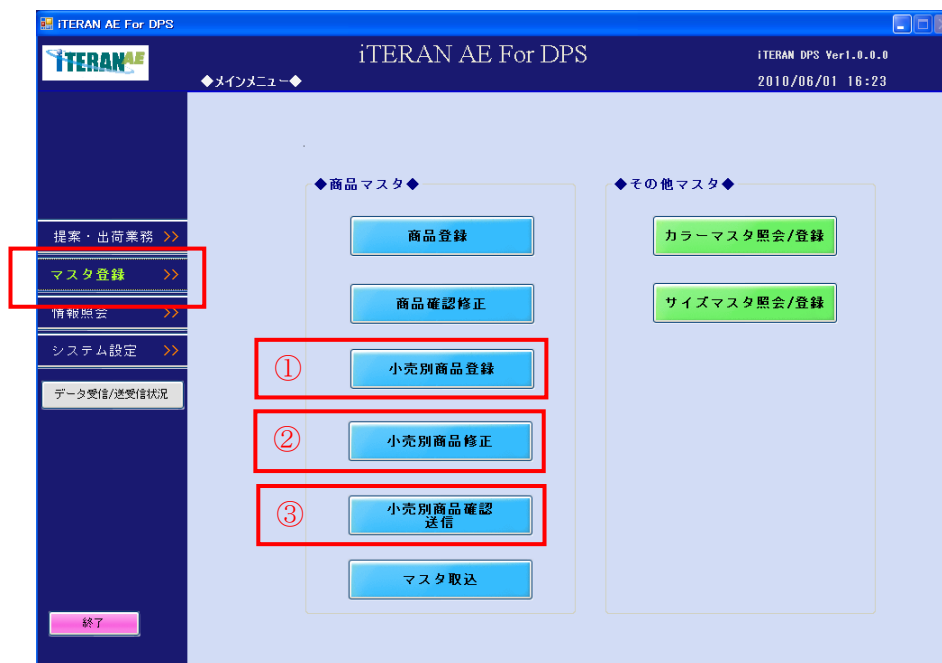 iTERAN AE For DPS
iTERAN AE
iTERAN AE For DPS
iTERAN DPS Ver1.0.0.0
◆メインメニュー◆
2010/06/01 16:23
◆商品マスタ◆
◆その他マスタ◆
提案・出荷業務 >>
商品登録
カラーマスタ照会/登録
マスタ登録 >>
情報照会 >>
商品確認修正
サイズマスタ照会/登録
システム設定 >>
① 小売別商品登録
データ受信/送受信状況
② 小売別商品修正
③ 小売別商品確認
送信
マスタ取込
終了